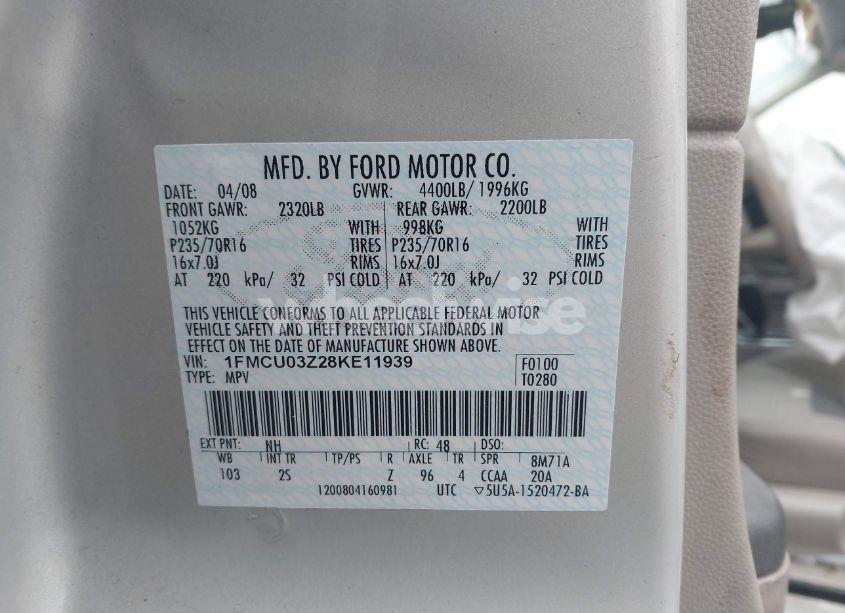 MFD. BY FORD MOTOR CO.
DATE: 04/08 GVWR: 4400LB/ 1996KG
FRONT GAWR: 2320LB REAR GAWR: 2200LB
1052KG WITH 998KG WITH
P235/70R16 TIRES P235/70R16 TIRES
16x7.0J RIMS 16x7.0J RIMS
AT 220 kPa/ 32 PSI COLD AT 220 kPa/ 32 PSI COLD
THIS VEHICLE CONFORMS TO ALL APPLICABLE FEDERAL MOTOR
VEHICLE SAFETY AND THEFT PREVENTION STANDARDS IN
EFFECT ON THE DATE OF MANUFACTURE SHOWN ABOVE.
VIN: 1FMCU03Z28KE11939 F0100
TYPE: MPV T0280
EXT PNT: NH RC: 48 DSO:
WB INT TR TP/PS R AXLE TR SPR 8M71A
103 2S Z 96 4 CCAA 20A
1200804160981 UTC ▽5U5A-1520472-BA